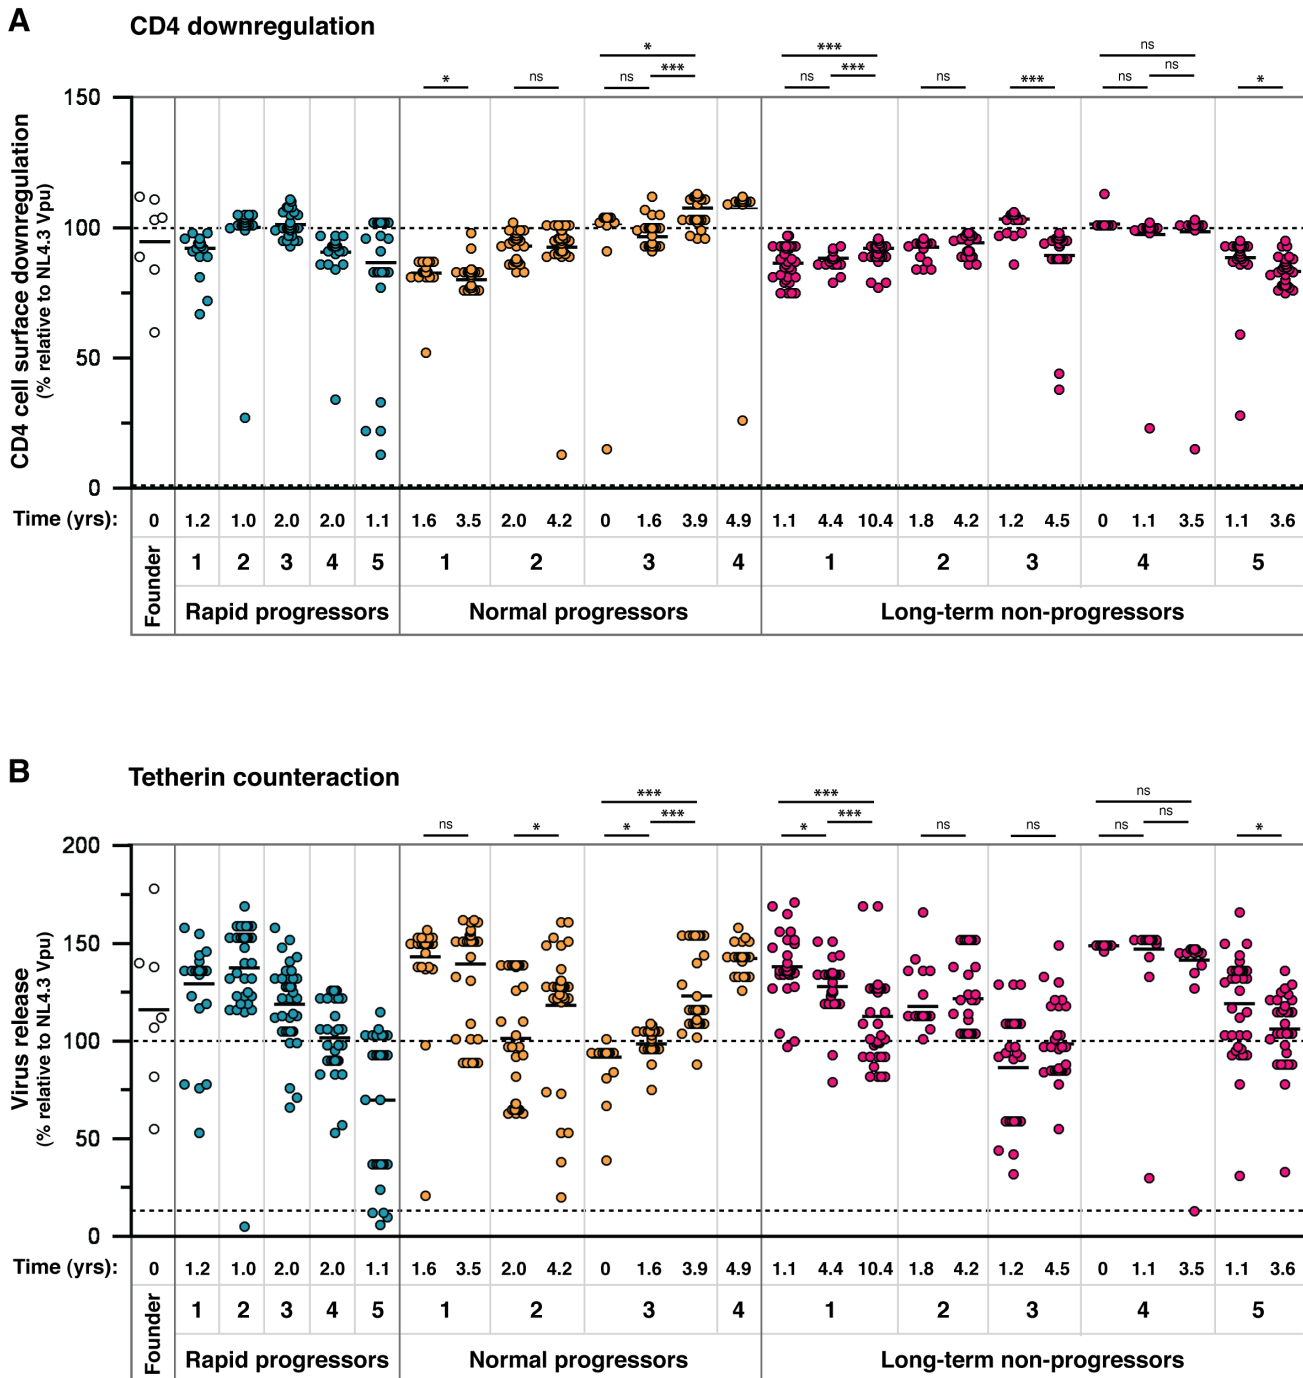 A
CD4 downregulation
* ns * ns *** *** ns *** ns *** ns ns ns *
150
100
50
0
CD4 cell surface downregulation
(% relative to NL4.3 Vpu)
Time (yrs): 0 1.2 1.0 2.0 2.0 1.1 1.6 3.5 2.0 4.2 0 1.6 3.9 4.9 1.1 4.4 10.4 1.8 4.2 1.2 4.5 0 1.1 3.5 1.1 3.6
Founder 1 2 3 4 5 1 2 3 4 1 2 3 4 5
Rapid progressors Normal progressors Long-term non-progressors
B
Tetherin counteraction
ns * *** * *** *** * *** ns ns ns ns ns *
200
150
100
50
0
Virus release
(% relative to NL4.3 Vpu)
Time (yrs): 0 1.2 1.0 2.0 2.0 1.1 1.6 3.5 2.0 4.2 0 1.6 3.9 4.9 1.1 4.4 10.4 1.8 4.2 1.2 4.5 0 1.1 3.5 1.1 3.6
Founder 1 2 3 4 5 1 2 3 4 1 2 3 4 5
Rapid progressors Normal progressors Long-term non-progressors